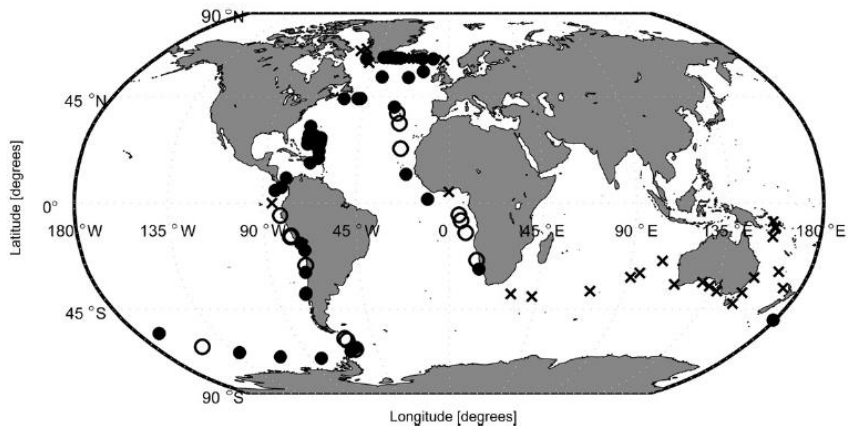 90 °N
45 °N
0°
180 °W
135 °W
90 °W
45 °W
0 °E
45 °E
90 °E
135 °E
180 °E
45 °S
90 °S
Latitude [degrees]
Longitude [degrees]